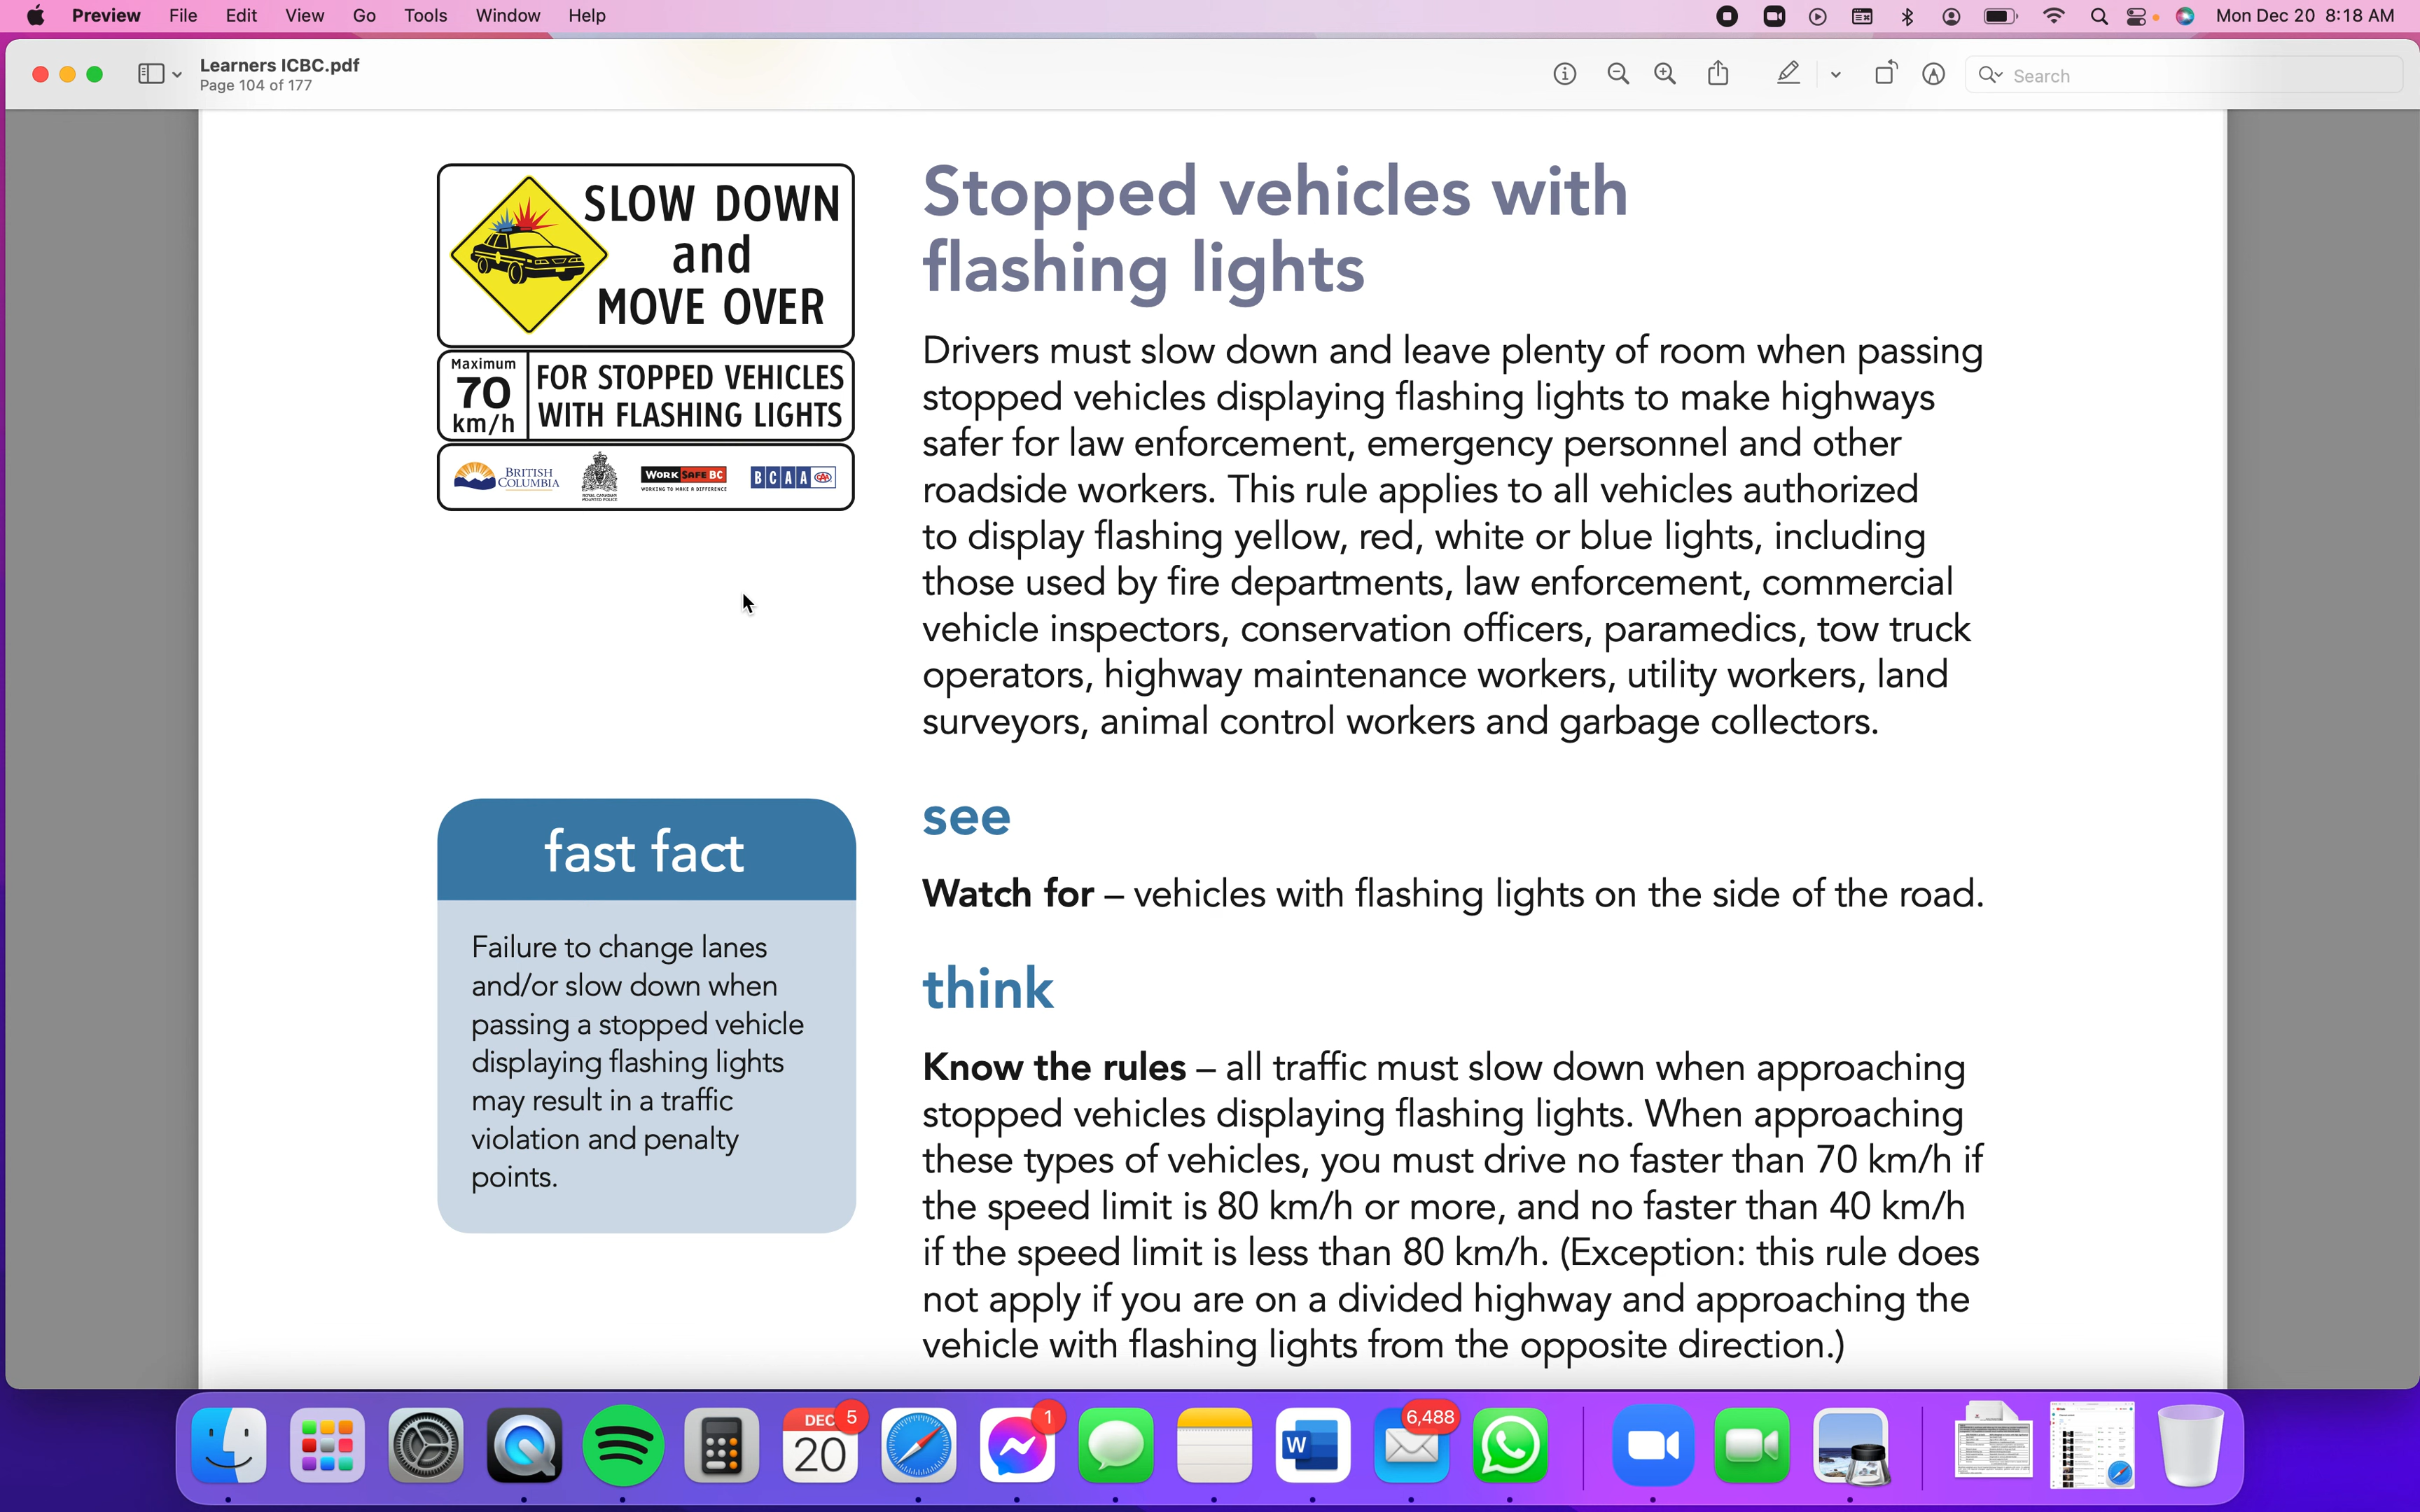 Preview File Edit View Go Tools Window Help Mon Dec 20 8:18 AM
Learners ICBC.pdf
Page 104 of 177
Search
SLOW DOWN
and
MOVE OVER
Maximum
70
km/h
FOR STOPPED VEHICLES
WITH FLASHING LIGHTS
BRITISH
COLUMBIA
ROYAL CANADIAN
MOUNTED POLICE
WORK SAFE BC
WORKING TO MAKE A DIFFERENCE
BCAA
Stopped vehicles with
flashing lights
Drivers must slow down and leave plenty of room when passing
stopped vehicles displaying flashing lights to make highways
safer for law enforcement, emergency personnel and other
roadside workers. This rule applies to all vehicles authorized
to display flashing yellow, red, white or blue lights, including
those used by fire departments, law enforcement, commercial
vehicle inspectors, conservation officers, paramedics, tow truck
operators, highway maintenance workers, utility workers, land
surveyors, animal control workers and garbage collectors.
fast fact
Failure to change lanes
and/or slow down when
passing a stopped vehicle
displaying flashing lights
may result in a traffic
violation and penalty
points.
see
Watch for – vehicles with flashing lights on the side of the road.
think
Know the rules – all traffic must slow down when approaching
stopped vehicles displaying flashing lights. When approaching
these types of vehicles, you must drive no faster than 70 km/h if
the speed limit is 80 km/h or more, and no faster than 40 km/h
if the speed limit is less than 80 km/h. (Exception: this rule does
not apply if you are on a divided highway and approaching the
vehicle with flashing lights from the opposite direction.)
DEC 5
20
1
W
6,488